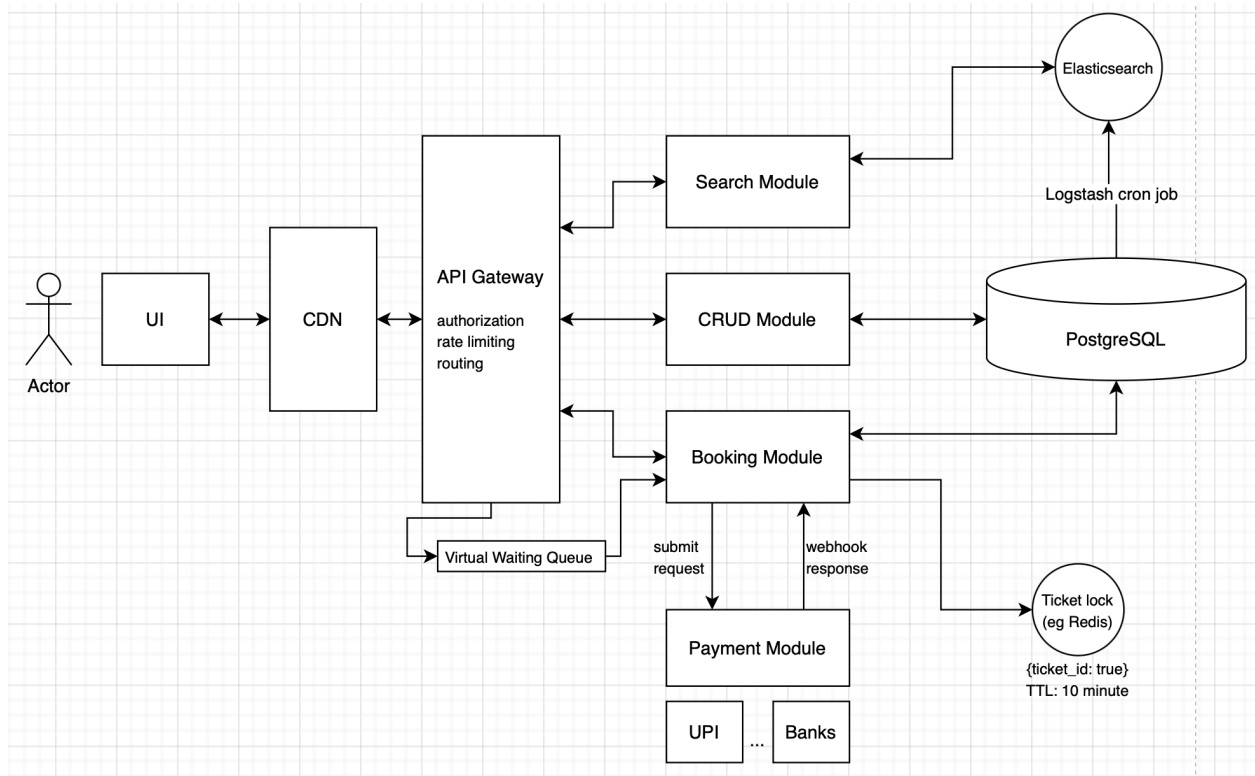 Elasticsearch
Search Module
Logstash cron job
API Gateway
authorization
rate limiting
routing
UI
CDN
CRUD Module
PostgreSQL
Actor
Booking Module
Virtual Waiting Queue
submit
request
webhook
response
Ticket lock
(eg Redis)
{ticket_id: true}
TTL: 10 minute
Payment Module
UPI
...
Banks